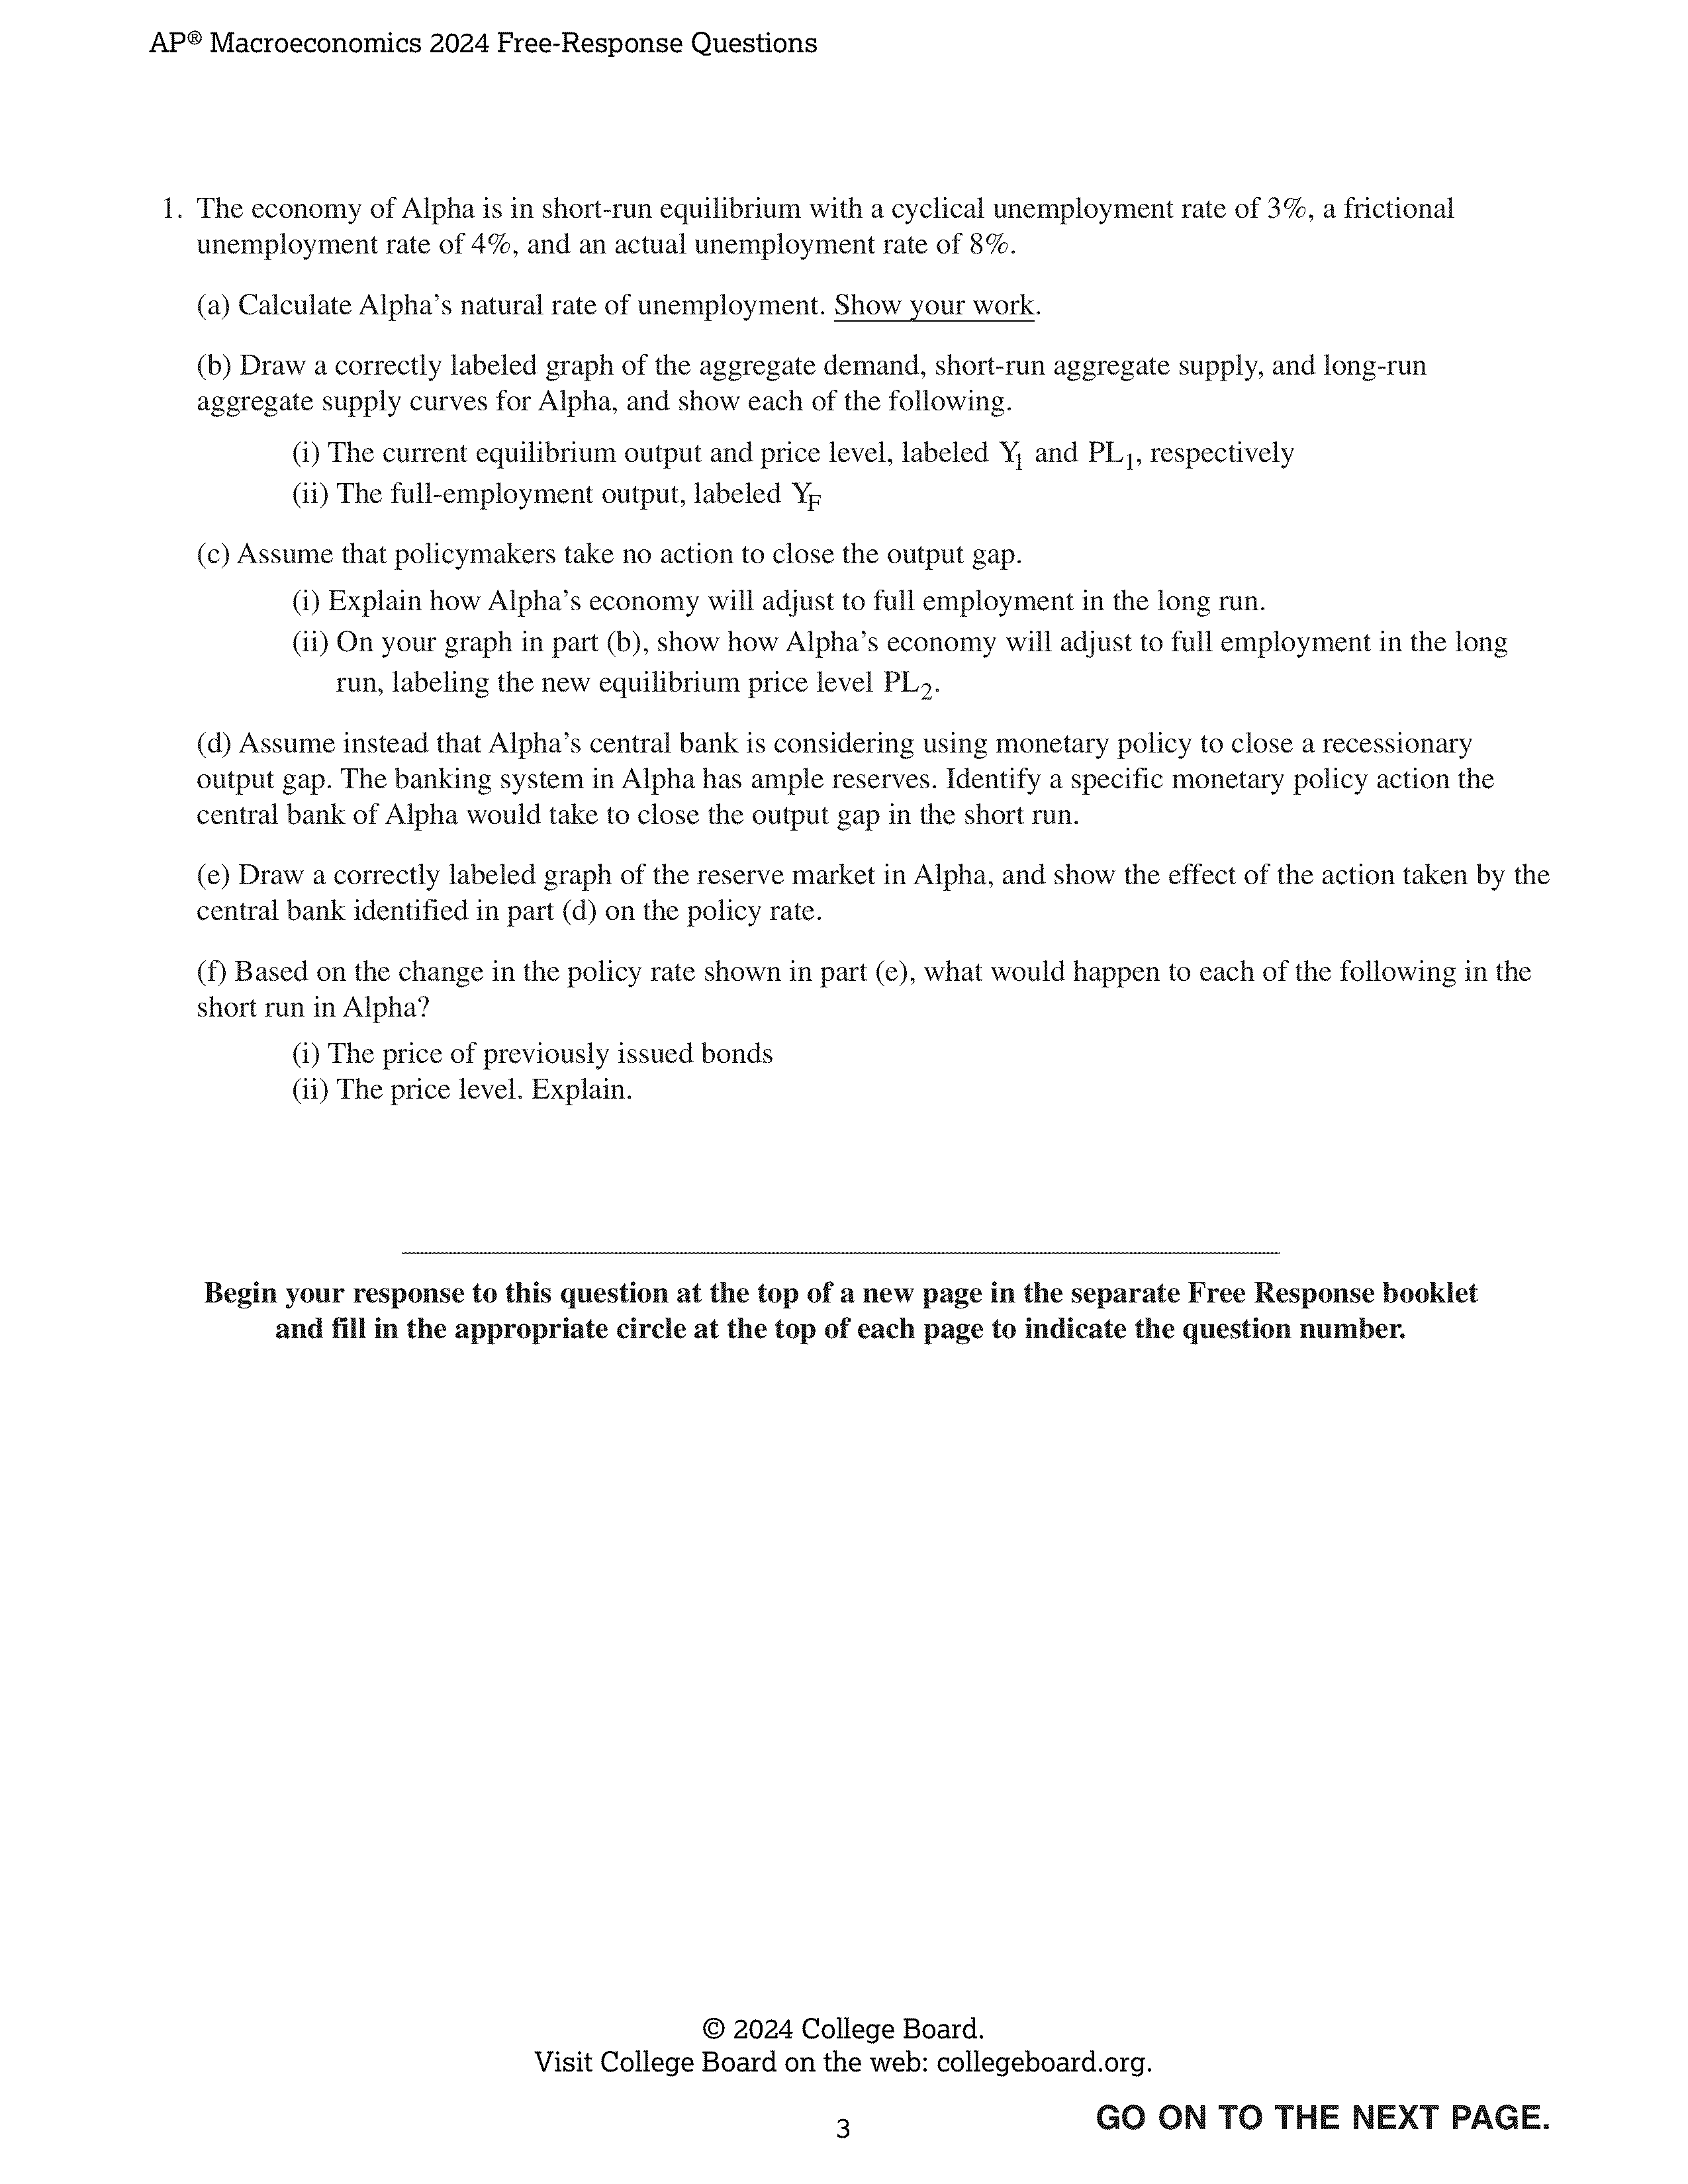 AP® Macroeconomics 2024 Free-Response Questions
1. The economy of Alpha is in short-run equilibrium with a cyclical unemployment rate of 3%, a frictional
unemployment rate of 4%, and an actual unemployment rate of 8%.
(a) Calculate Alpha’s natural rate of unemployment. Show your work.
(b) Draw a correctly labeled graph of the aggregate demand, short-run aggregate supply, and long-run
aggregate supply curves for Alpha, and show each of the following.
(i) The current equilibrium output and price level, labeled Y₁ and PL₁, respectively
(ii) The full-employment output, labeled Y_F
(c) Assume that policymakers take no action to close the output gap.
(i) Explain how Alpha’s economy will adjust to full employment in the long run.
(ii) On your graph in part (b), show how Alpha’s economy will adjust to full employment in the long
run, labeling the new equilibrium price level PL₂.
(d) Assume instead that Alpha’s central bank is considering using monetary policy to close a recessionary
output gap. The banking system in Alpha has ample reserves. Identify a specific monetary policy action the
central bank of Alpha would take to close the output gap in the short run.
(e) Draw a correctly labeled graph of the reserve market in Alpha, and show the effect of the action taken by the
central bank identified in part (d) on the policy rate.
(f) Based on the change in the policy rate shown in part (e), what would happen to each of the following in the
short run in Alpha?
(i) The price of previously issued bonds
(ii) The price level. Explain.
Begin your response to this question at the top of a new page in the separate Free Response booklet
and fill in the appropriate circle at the top of each page to indicate the question number.
© 2024 College Board.
Visit College Board on the web: collegeboard.org.
GO ON TO THE NEXT PAGE.
3